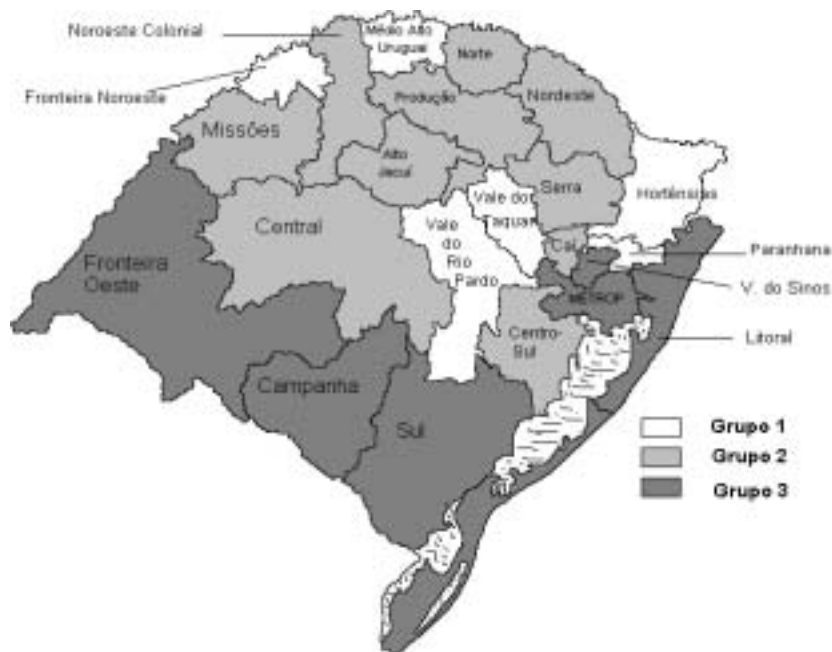 Noroeste Colonial
Médio Alto
Uruguai
Norte
Fronteira Noroeste
Produção
Nordeste
Missões
Alto
Jacuí
Serra
Hortênsias
Vale do
Taquari
Central
Vale
do
Rio
Pardo
Caí
Paranhana
Fronteira
Oeste
V. do Sinos
METROP
Centro-
Sul
Litoral
Campanha
Sul
Grupo 1
Grupo 2
Grupo 3